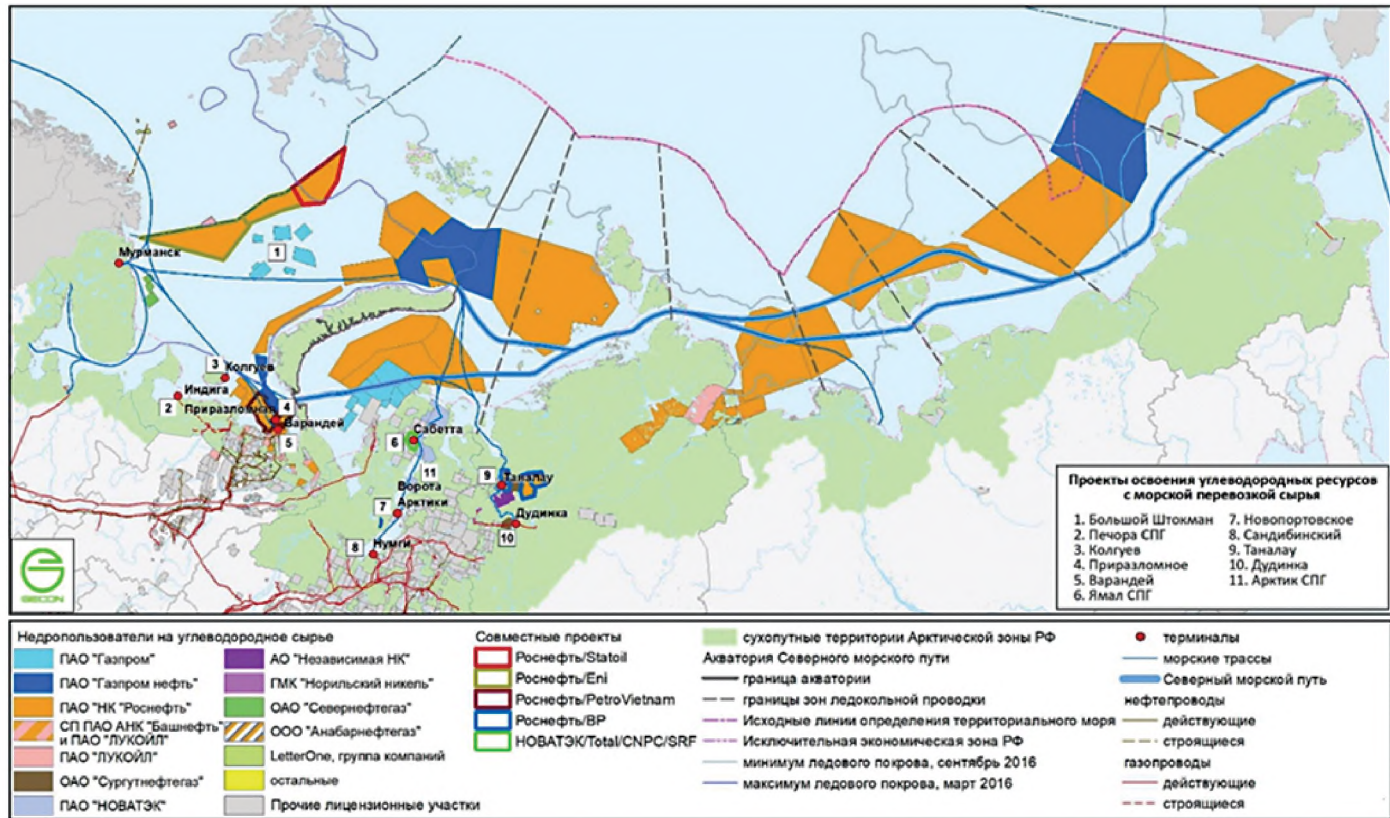 Мурманск
1
3
Колгуев
Индига
2
Приразломная
4
Варандей
5
Сабетта
6
11
Ворота
Арктики
7
9
Таналау
Дудинка
10
8
Нумги
GECON
Проекты освоения углеводородных ресурсов
с морской перевозкой сырья
1. Большой Штокман
2. Печора СПГ
3. Колгуев
4. Приразломное
5. Варандей
6. Ямал СПГ
7. Новопортовское
8. Сандибинский
9. Таналау
10. Дудинка
11. Арктик СПГ
Недропользователи на углеводородное сырье
ПАО "Газпром"
ПАО "Газпром нефть"
ПАО "НК "Роснефть"
СП ПАО АНК "Башнефть"
и ПАО "ЛУКОЙЛ"
ПАО "ЛУКОЙЛ"
ОАО "Сургутнефтегаз"
ПАО "НОВАТЭК"
АО "Независимая НК"
ГМК "Норильский никель"
ОАО "Севернефтегаз"
ООО "Анабарнефтегаз"
LetterOne, группа компаний
остальные
Прочие лицензионные участки
Совместные проекты
Роснефть/Statoil
Роснефть/Eni
Роснефть/PetroVietnam
Роснефть/BP
НОВАТЭК/Total/CNPC/SRF
сухопутные территории Арктической зоны РФ
Акватория Северного морского пути
граница акватории
границы зон ледокольной проводки
Исходные линии определения территориального моря
Исключительная экономическая зона РФ
минимум ледового покрова, сентябрь 2016
максимум ледового покрова, март 2016
терминалы
морские трассы
Северный морской путь
нефтепроводы
действующие
строящиеся
газопроводы
действующие
строящиеся